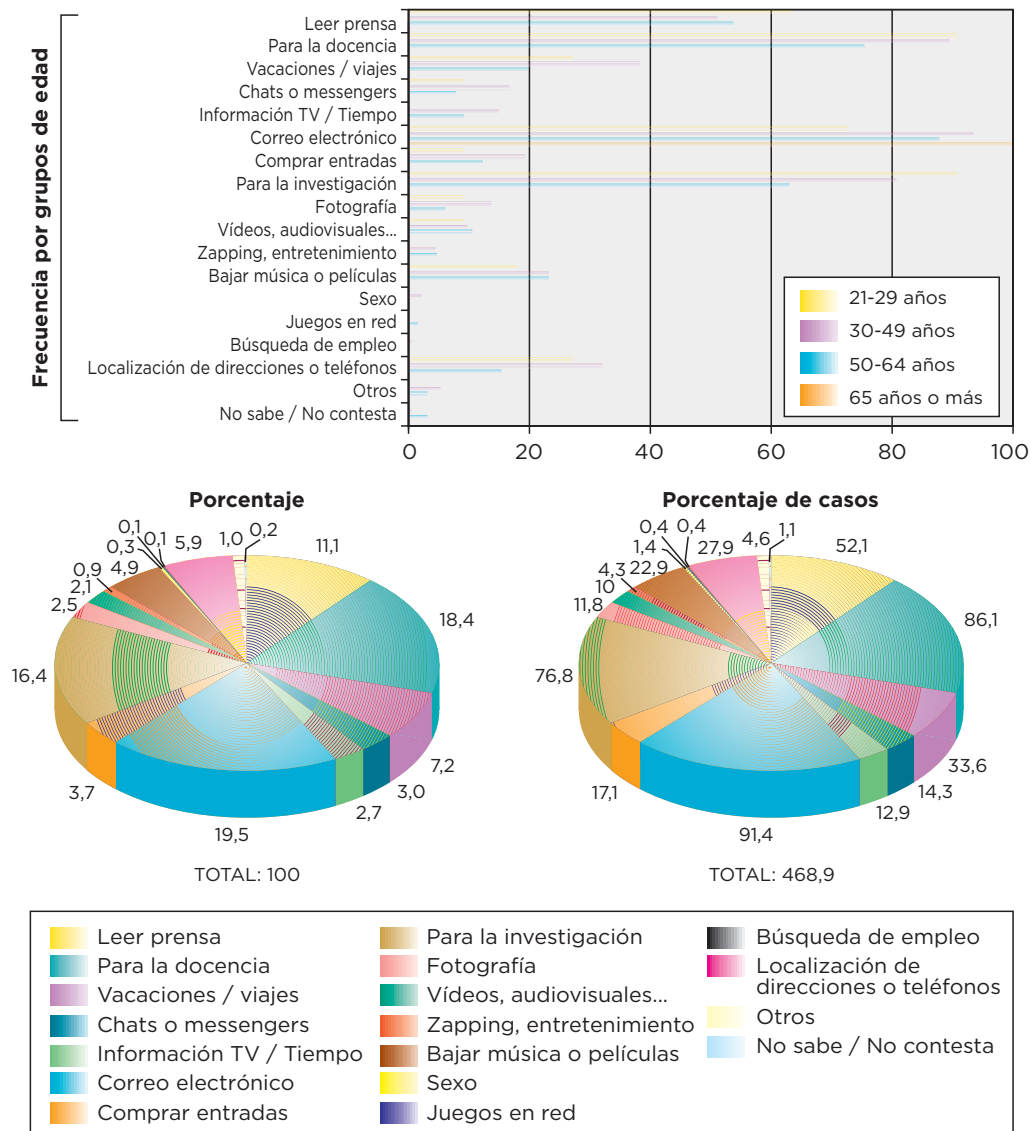 Frecuencia por grupos de edad
Leer prensa
Para la docencia
Vacaciones / viajes
Chats o messengers
Información TV / Tiempo
Correo electrónico
Comprar entradas
Para la investigación
Fotografía
Vídeos, audiovisuales...
Zapping, entretenimiento
Bajar música o películas
Sexo
Juegos en red
Búsqueda de empleo
Localización de direcciones o teléfonos
Otros
No sabe / No contesta
21-29 años
30-49 años
50-64 años
65 años o más
0 20 40 60 80 100
Porcentaje
0,1
0,3
0,1
5,9
1,0
0,2
11,1
4,9
0,9
2,1
2,5
18,4
16,4
7,2
3,0
2,7
3,7
19,5
TOTAL: 100
Porcentaje de casos
0,4
1,4
0,4
27,9
4,6
1,1
52,1
4,3
22,9
10
11,8
86,1
76,8
33,6
14,3
12,9
17,1
91,4
TOTAL: 468,9
Leer prensa
Para la docencia
Vacaciones / viajes
Chats o messengers
Información TV / Tiempo
Correo electrónico
Comprar entradas
Para la investigación
Fotografía
Vídeos, audiovisuales...
Zapping, entretenimiento
Bajar música o películas
Sexo
Juegos en red
Búsqueda de empleo
Localización de
direcciones o teléfonos
Otros
No sabe / No contesta